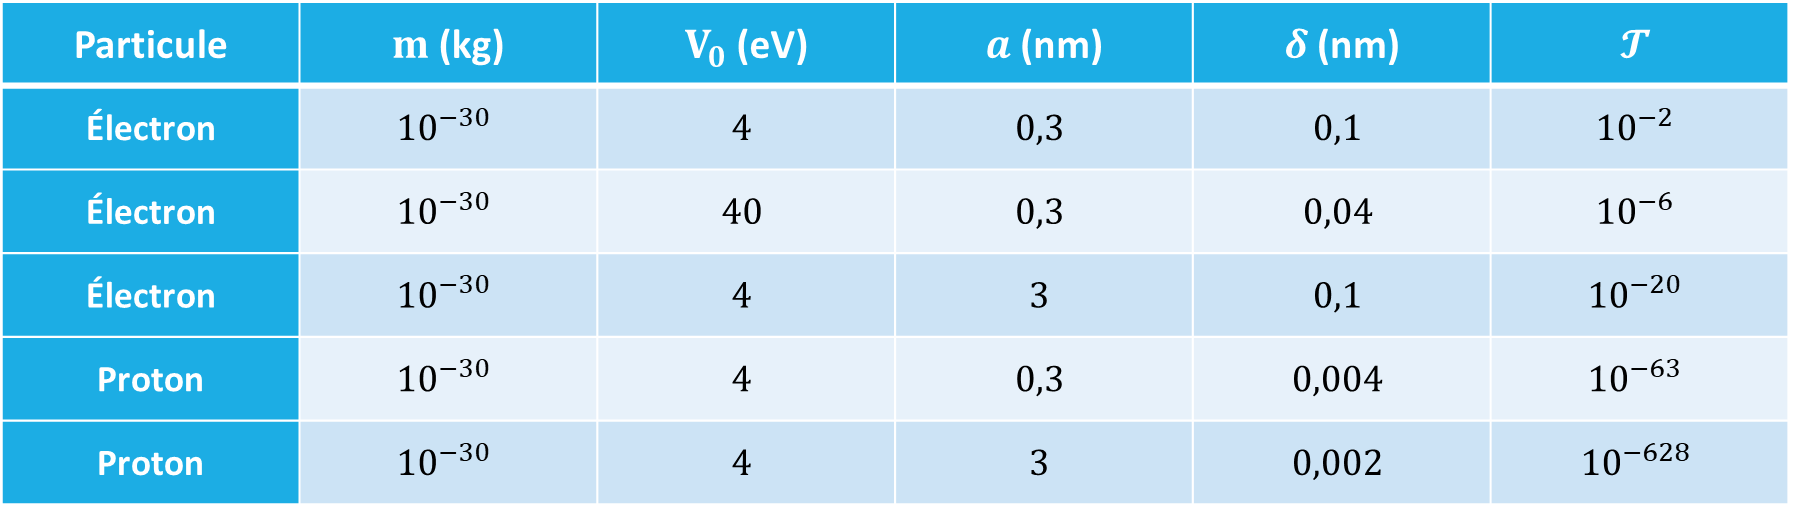 Particule m (kg) V₀ (eV) a (nm) δ (nm) 𝒯
Électron 10⁻³⁰ 4 0,3 0,1 10⁻²
Électron 10⁻³⁰ 40 0,3 0,04 10⁻⁶
Électron 10⁻³⁰ 4 3 0,1 10⁻²⁰
Proton 10⁻³⁰ 4 0,3 0,004 10⁻⁶³
Proton 10⁻³⁰ 4 3 0,002 10⁻⁶²⁸